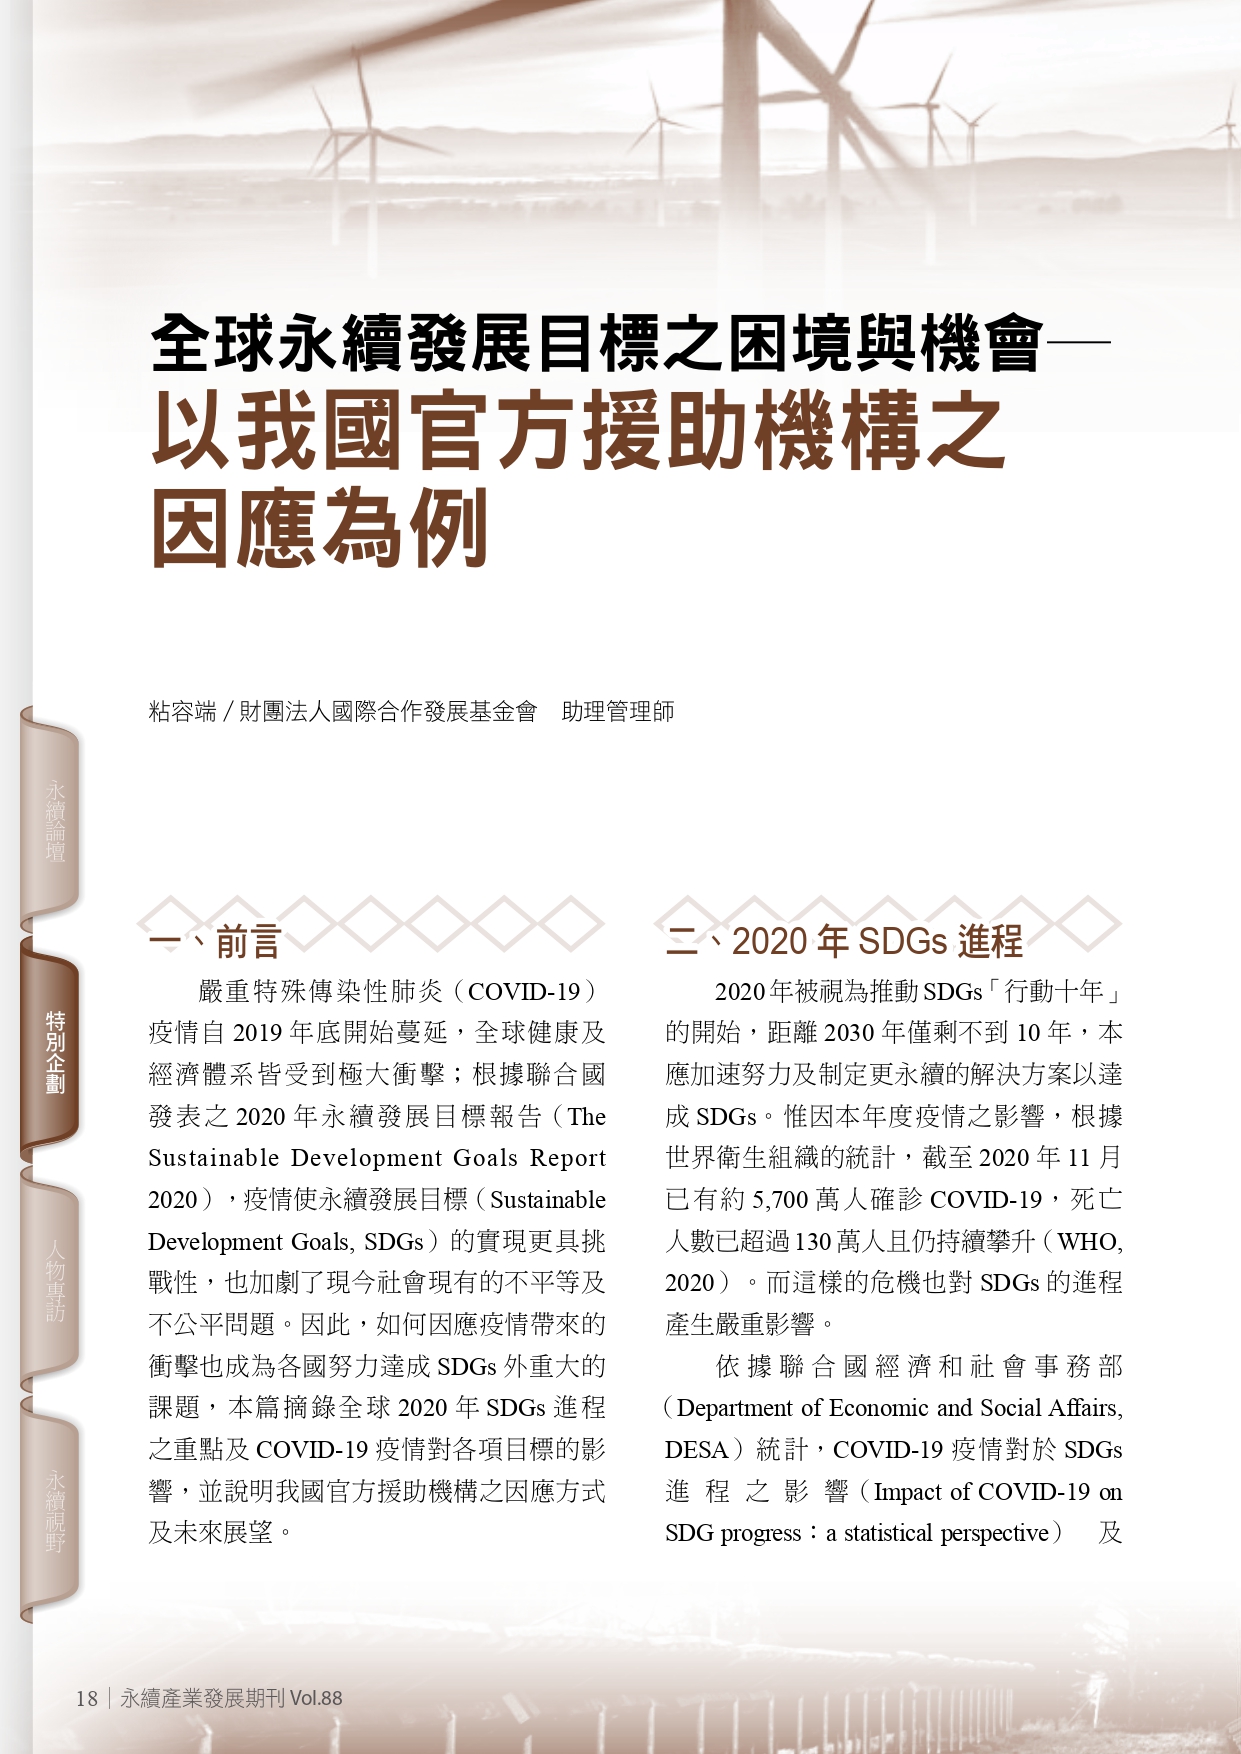 全球永續發展目標之困境與機會——
以我國官方援助機構之
因應為例
粘容端 / 財團法人國際合作發展基金會　助理管理師
永續論壇
特別企劃
人物專訪
永續視野
一、前言
嚴重特殊傳染性肺炎（COVID-19）
疫情自 2019 年底開始蔓延，全球健康及
經濟體系皆受到極大衝擊；根據聯合國
發表之 2020 年永續發展目標報告（The
Sustainable Development Goals Report
2020），疫情使永續發展目標（Sustainable
Development Goals, SDGs）的實現更具挑
戰性，也加劇了現今社會現有的不平等及
不公平問題。因此，如何因應疫情帶來的
衝擊也成為各國努力達成 SDGs 外重大的
課題，本篇摘錄全球 2020 年 SDGs 進程
之重點及 COVID-19 疫情對各項目標的影
響，並說明我國官方援助機構之因應方式
及未來展望。
二、2020 年 SDGs 進程
2020 年被視為推動 SDGs「行動十年」
的開始，距離 2030 年僅剩不到 10 年，本
應加速努力及制定更永續的解決方案以達
成 SDGs。惟因本年度疫情之影響，根據
世界衛生組織的統計，截至 2020 年 11 月
已有約 5,700 萬人確診 COVID-19，死亡
人數已超過 130 萬人且仍持續攀升（WHO,
2020）。而這樣的危機也對 SDGs 的進程
產生嚴重影響。
依據聯合國經濟和社會事務部
（Department of Economic and Social Affairs,
DESA）統計，COVID-19 疫情對於 SDGs
進程之影響（Impact of COVID-19 on
SDG progress：a statistical perspective）　及
18｜永續產業發展期刊 Vol.88